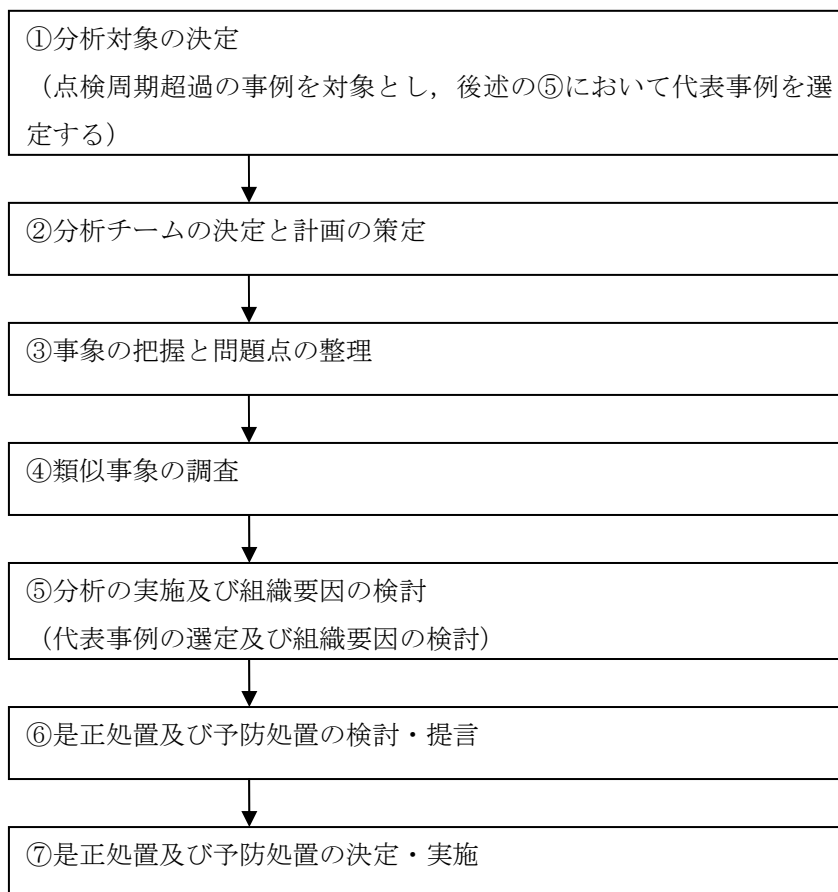 ①分析対象の決定
（点検周期超過の事例を対象とし，後述の⑤において代表事例を選
定する）
②分析チームの決定と計画の策定
③事象の把握と問題点の整理
④類似事象の調査
⑤分析の実施及び組織要因の検討
（代表事例の選定及び組織要因の検討）
⑥是正処置及び予防処置の検討・提言
⑦是正処置及び予防処置の決定・実施